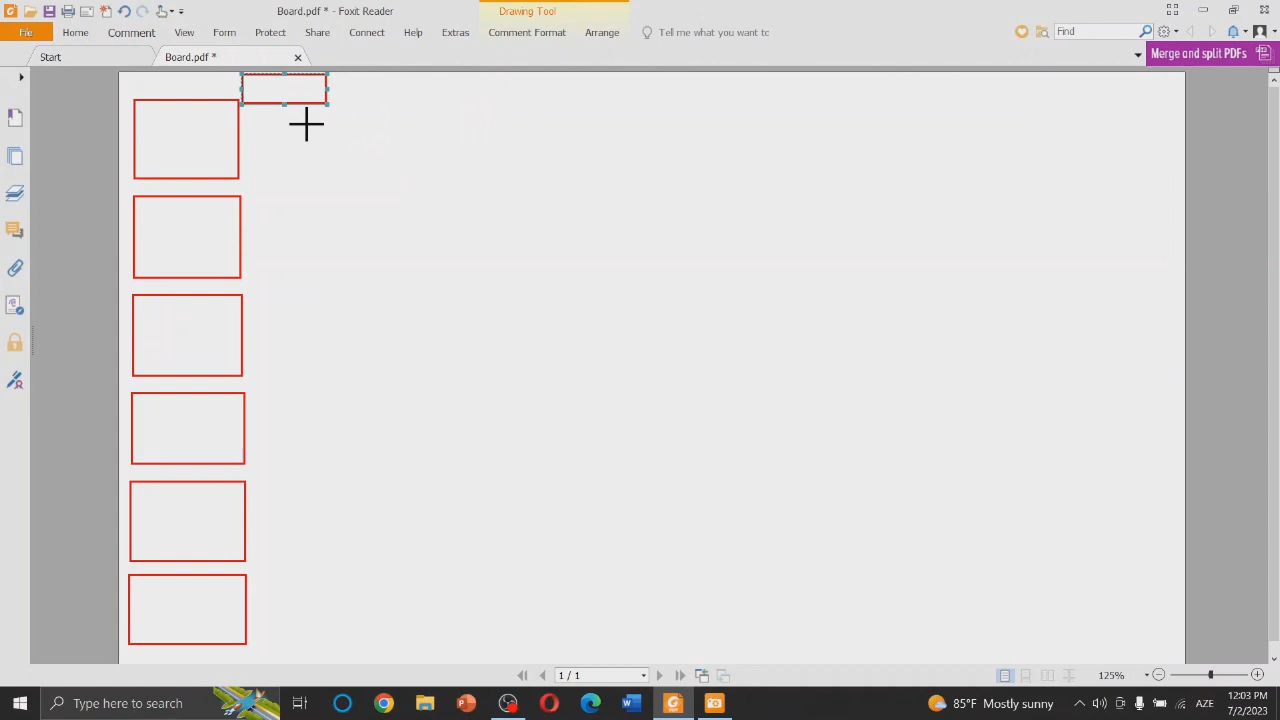 Board.pdf * - Foxit Reader
Drawing Tool
File
Home
Comment
View
Form
Protect
Share
Connect
Help
Extras
Comment Format
Arrange
Tell me what you want to
Find
Start
Board.pdf *
Merge and split PDFs
1 / 1
125%
Type here to search
85°F Mostly sunny
AZE
12:03 PM
7/2/2023